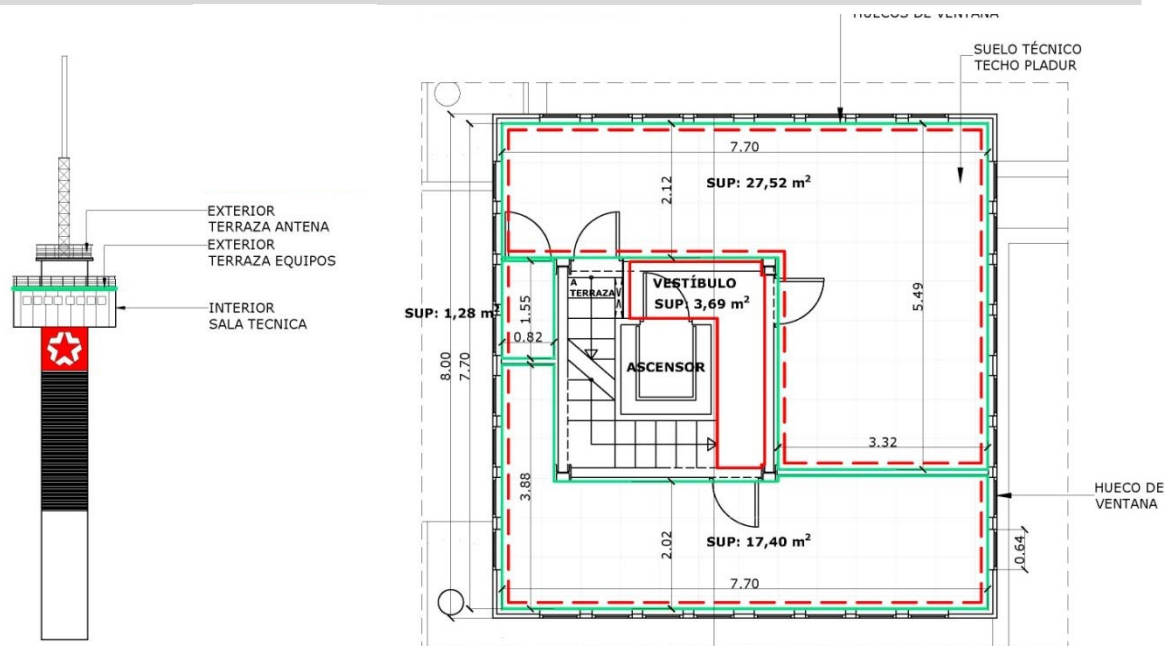 HUECOS DE VENTANA
SUELO TÉCNICO
TECHO PLADUR
EXTERIOR
TERRAZA ANTENA
EXTERIOR
TERRAZA EQUIPOS
INTERIOR
SALA TECNICA
7.70
2.12
SUP: 27,52 m²
A
TERRAZA
VESTÍBULO
SUP: 3,69 m²
SUP: 1,28 m²
1.55
0.82
5.49
8.00
7.70
ASCENSOR
3.32
3.88
2.02
SUP: 17,40 m²
7.70
HUECO DE
VENTANA
0.64